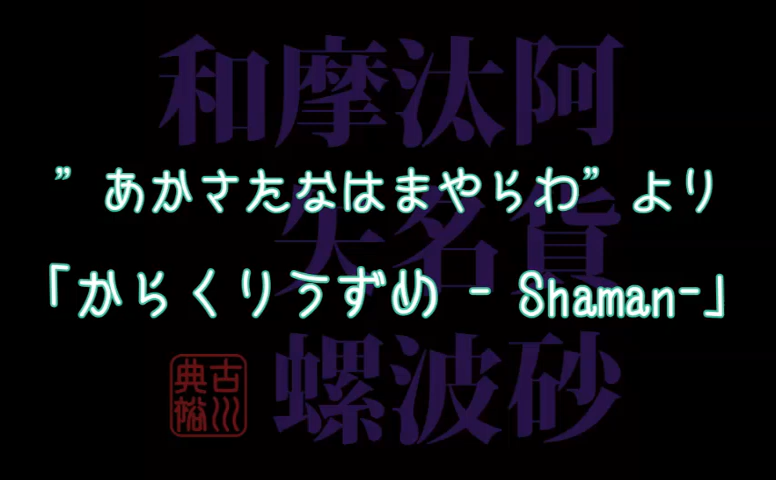 ”あかさたなはまやらわ”より
「からくりうずめ - Shaman-」
阿貨砂
汰名波
摩矢螺
和
古川
典裕